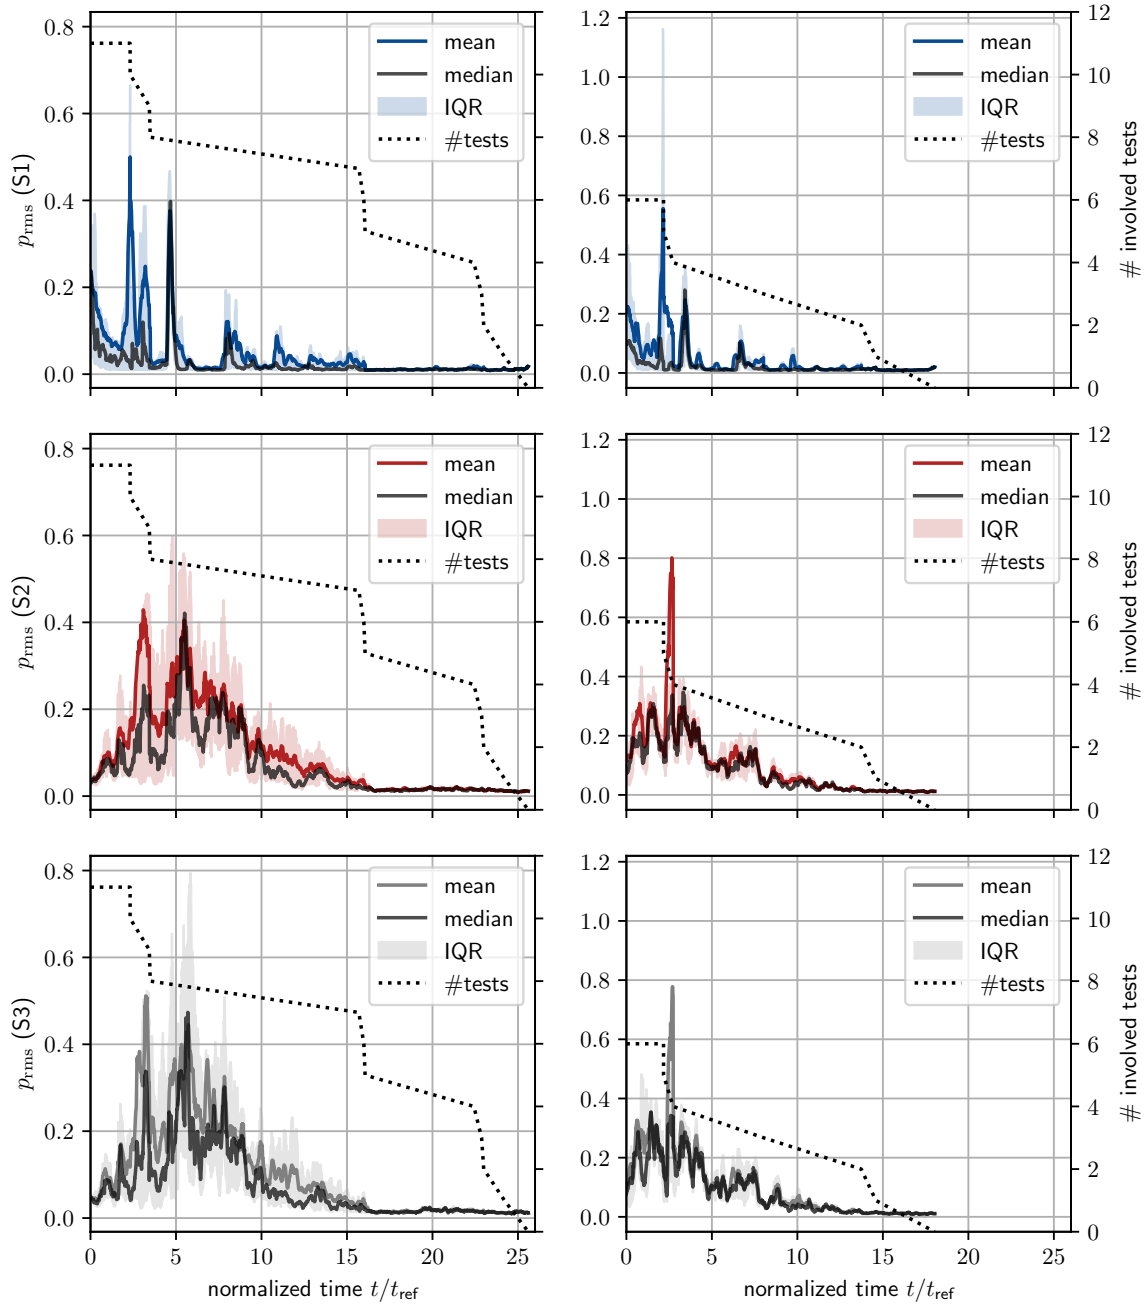 0.8
0.6
0.4
0.2
0.0
p_rms (S1)
mean
median
IQR
#tests
1.2
1.0
0.8
0.6
0.4
0.2
0.0
mean
median
IQR
#tests
12
10
8
6
4
2
0
# involved tests
0.8
0.6
0.4
0.2
0.0
p_rms (S2)
mean
median
IQR
#tests
1.2
1.0
0.8
0.6
0.4
0.2
0.0
mean
median
IQR
#tests
12
10
8
6
4
2
0
# involved tests
0.8
0.6
0.4
0.2
0.0
p_rms (S3)
mean
median
IQR
#tests
0 5 10 15 20 25
normalized time t/t_ref
1.2
1.0
0.8
0.6
0.4
0.2
0.0
mean
median
IQR
#tests
12
10
8
6
4
2
0
# involved tests
0 5 10 15 20 25
normalized time t/t_ref